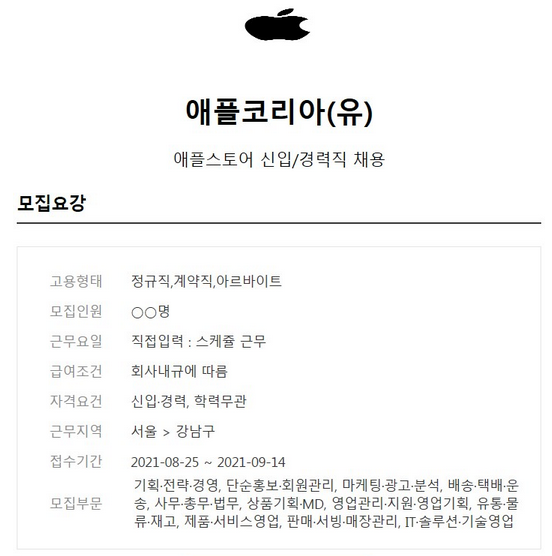 애플코리아(유)
애플스토어 신입/경력직 채용
모집요강
고용형태 정규직,계약직,아르바이트
모집인원 ○○명
근무요일 직접입력 : 스케쥴 근무
급여조건 회사내규에 따름
자격요건 신입·경력, 학력무관
근무지역 서울 > 강남구
접수기간 2021-08-25 ~ 2021-09-14
기획·전략·경영, 단순홍보·회원관리, 마케팅·광고·분석, 배송·택배·운
모집부문 송, 사무·총무·법무, 상품기획·MD, 영업관리·지원·영업기획, 유통·물
류·재고, 제품·서비스영업, 판매·서빙·매장관리, IT·솔루션·기술영업